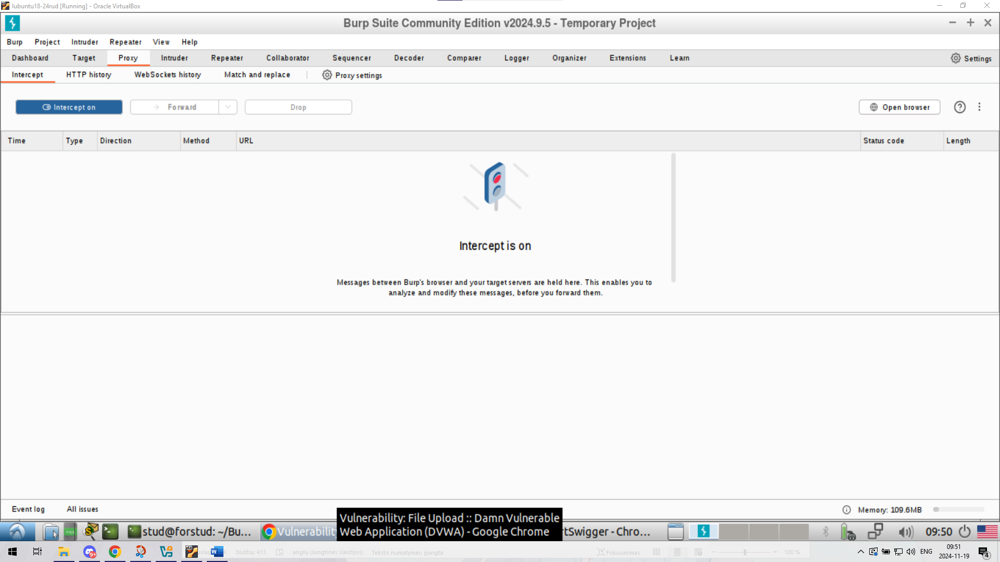 lubuntu18-24rud [Running] - Oracle VirtualBox
Burp Suite Community Edition v2024.9.5 - Temporary Project
Burp Project Intruder Repeater View Help
Dashboard Target Proxy Intruder Repeater Collaborator Sequencer Decoder Comparer Logger Organizer Extensions Learn Settings
Intercept HTTP history WebSockets history Match and replace Proxy settings
Intercept on Forward Drop Open browser
Time Type Direction Method URL Status code Length
Intercept is on
Messages between Burp's browser and your target servers are held here. This enables you to
analyze and modify these messages, before you forward them.
Event log All issues Memory: 109.6MB
Vulnerability: File Upload :: Damn Vulnerable
Web Application (DVWA) - Google Chrome
stud@forstud: ~/Bu... Vulnerability tSwigger - Chro... 09:50
žodžių: 413 anglų (Jungtinės Valstijos) Teksto numatymas: įjungta Fokusavimas 100 %
ENG
09:51
2024-11-19
9+
4